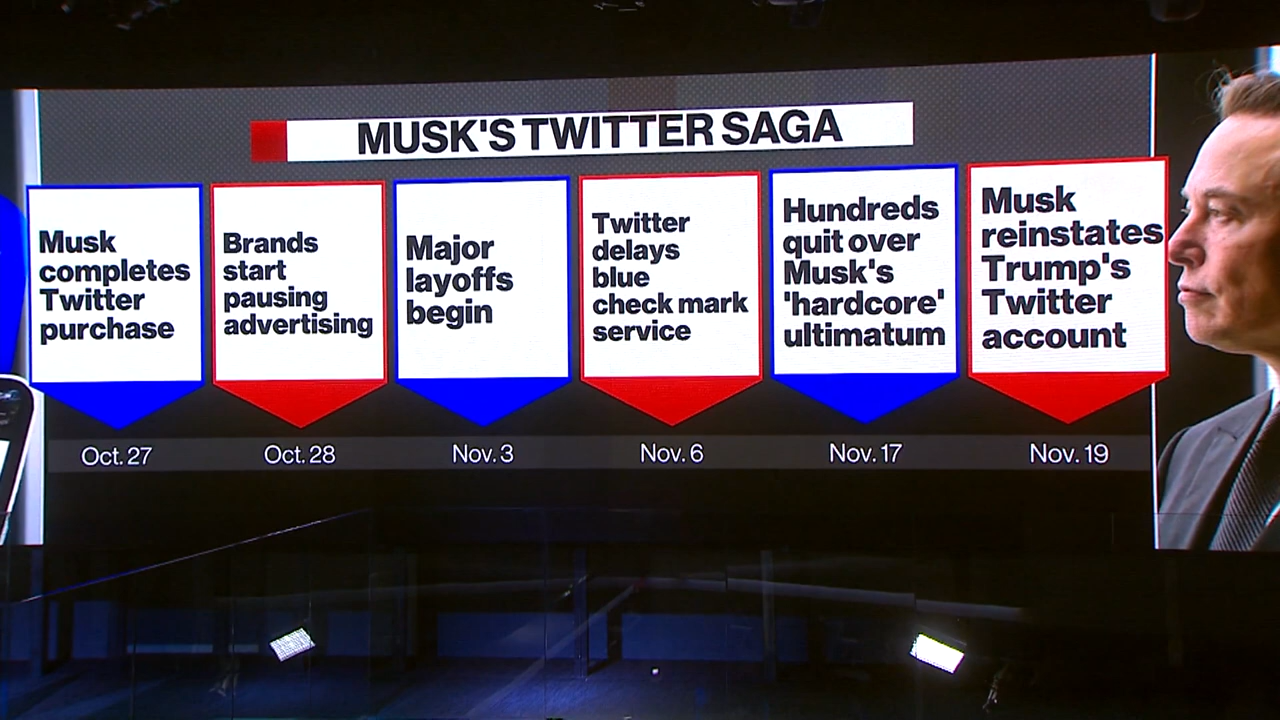 MUSK'S TWITTER SAGA
Musk
completes
Twitter
purchase
Brands
start
pausing
advertising
Major
layoffs
begin
Twitter
delays
blue
check mark
service
Hundreds
quit over
Musk's
'hardcore'
ultimatum
Musk
reinstates
Trump's
Twitter
account
Oct. 27
Oct. 28
Nov. 3
Nov. 6
Nov. 17
Nov. 19